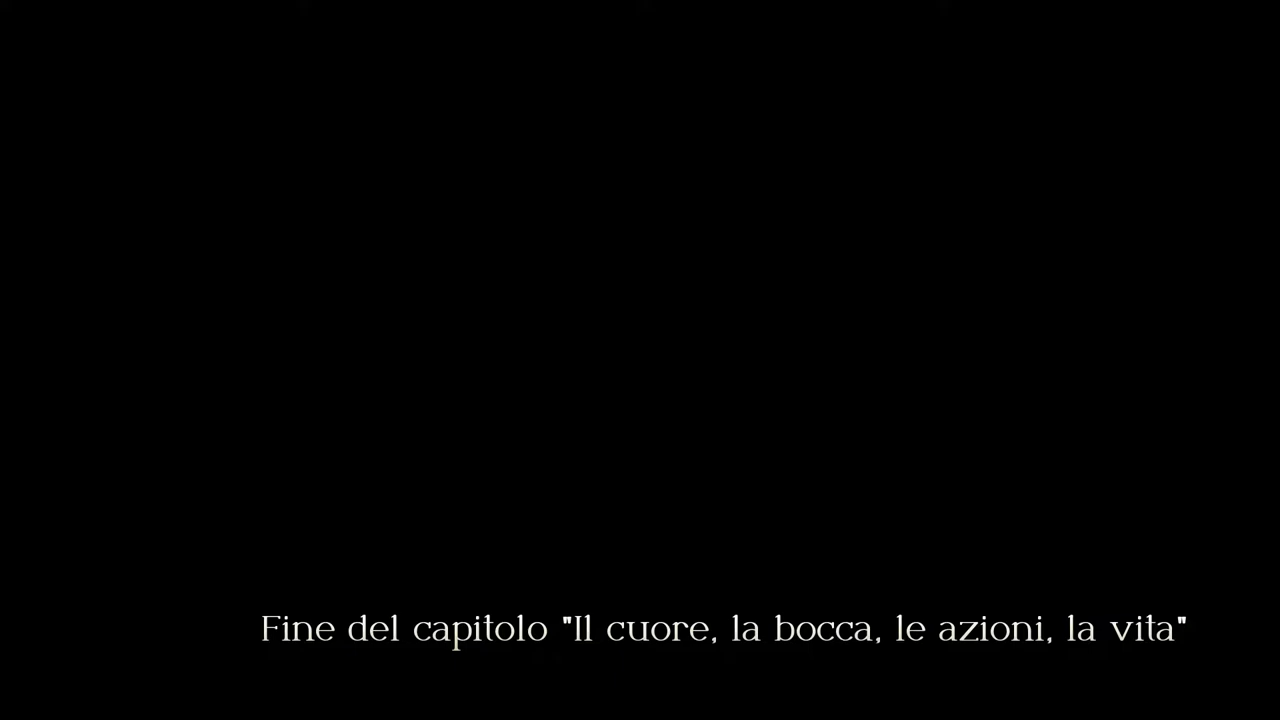 Fine del capitolo "Il cuore, la bocca, le azioni, la vita"